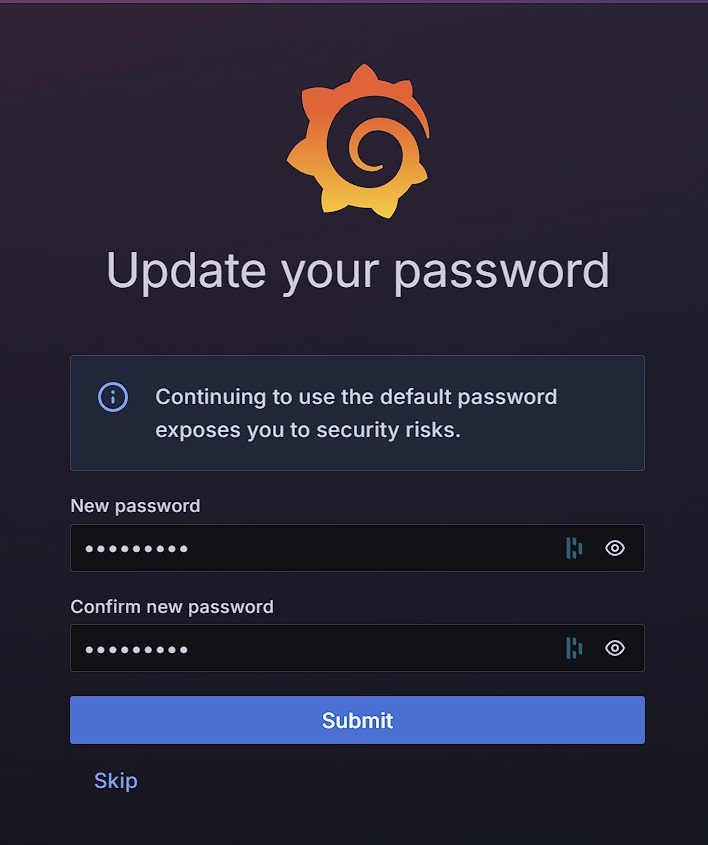 Update your password
Continuing to use the default password
exposes you to security risks.
New password
•••••••••
Confirm new password
•••••••••
Submit
Skip